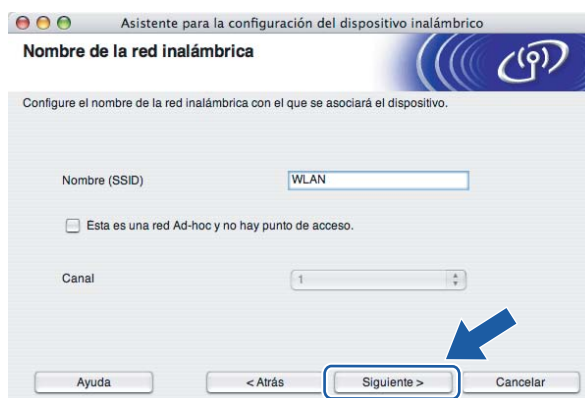 Asistente para la configuración del dispositivo inalámbrico
Nombre de la red inalámbrica
Configure el nombre de la red inalámbrica con el que se asociará el dispositivo.
Nombre (SSID)
WLAN
Esta es una red Ad-hoc y no hay punto de acceso.
Canal
1
Ayuda
< Atrás
Siguiente >
Cancelar